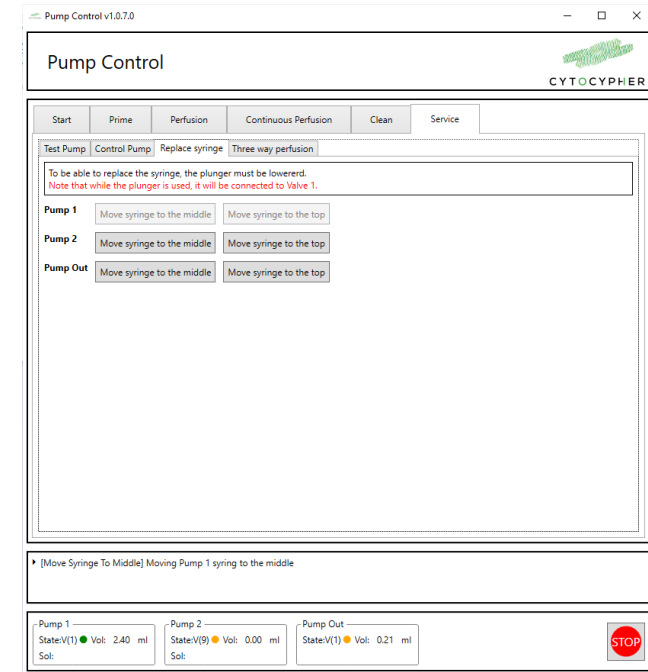 Pump Control v1.0.7.0
Pump Control
CYTOCYPHER
Start Prime Perfusion Continuous Perfusion Clean Service
Test Pump Control Pump Replace syringe Three way perfusion
To be able to replace the syringe, the plunger must be lowererd.
Note that while the plunger is used, it will be connected to Valve 1.
Pump 1 Move syringe to the middle Move syringe to the top
Pump 2 Move syringe to the middle Move syringe to the top
Pump Out Move syringe to the middle Move syringe to the top
[Move Syringe To Middle] Moving Pump 1 syring to the middle
Pump 1 Pump 2 Pump Out
State:V(1) Vol: 2.40 ml State:V(9) Vol: 0.00 ml State:V(1) Vol: 0.21 ml
Sol: Sol:
STOP